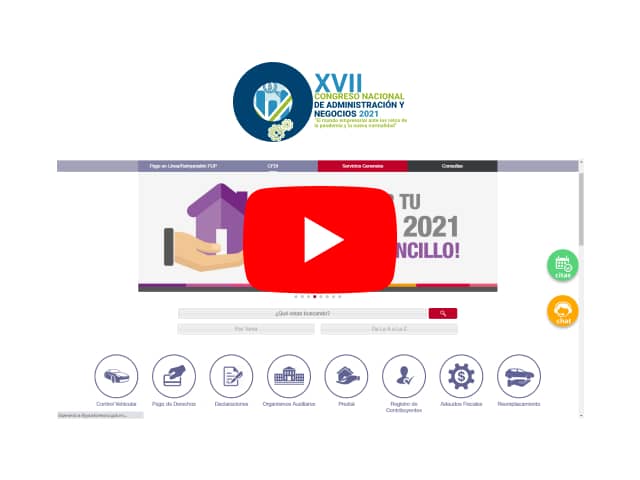 XVII
CONGRESO NACIONAL
DE ADMINISTRACIÓN Y
NEGOCIOS 2021
"El mundo empresarial ante los retos de
la pandemia y la nueva normalidad"
Pago en Línea/Reimpresión FUP
CFDI
Servicios Generales
Consultas
TU
2021
NCILLO!
citas
chat
¿Qué estas buscando?
Por Tema
De La A a La Z
Control Vehicular
Pago de Derechos
Declaraciones
Organismos Auxiliares
Predial
Registro de
Contribuyentes
Adeudos Fiscales
Reemplacamiento